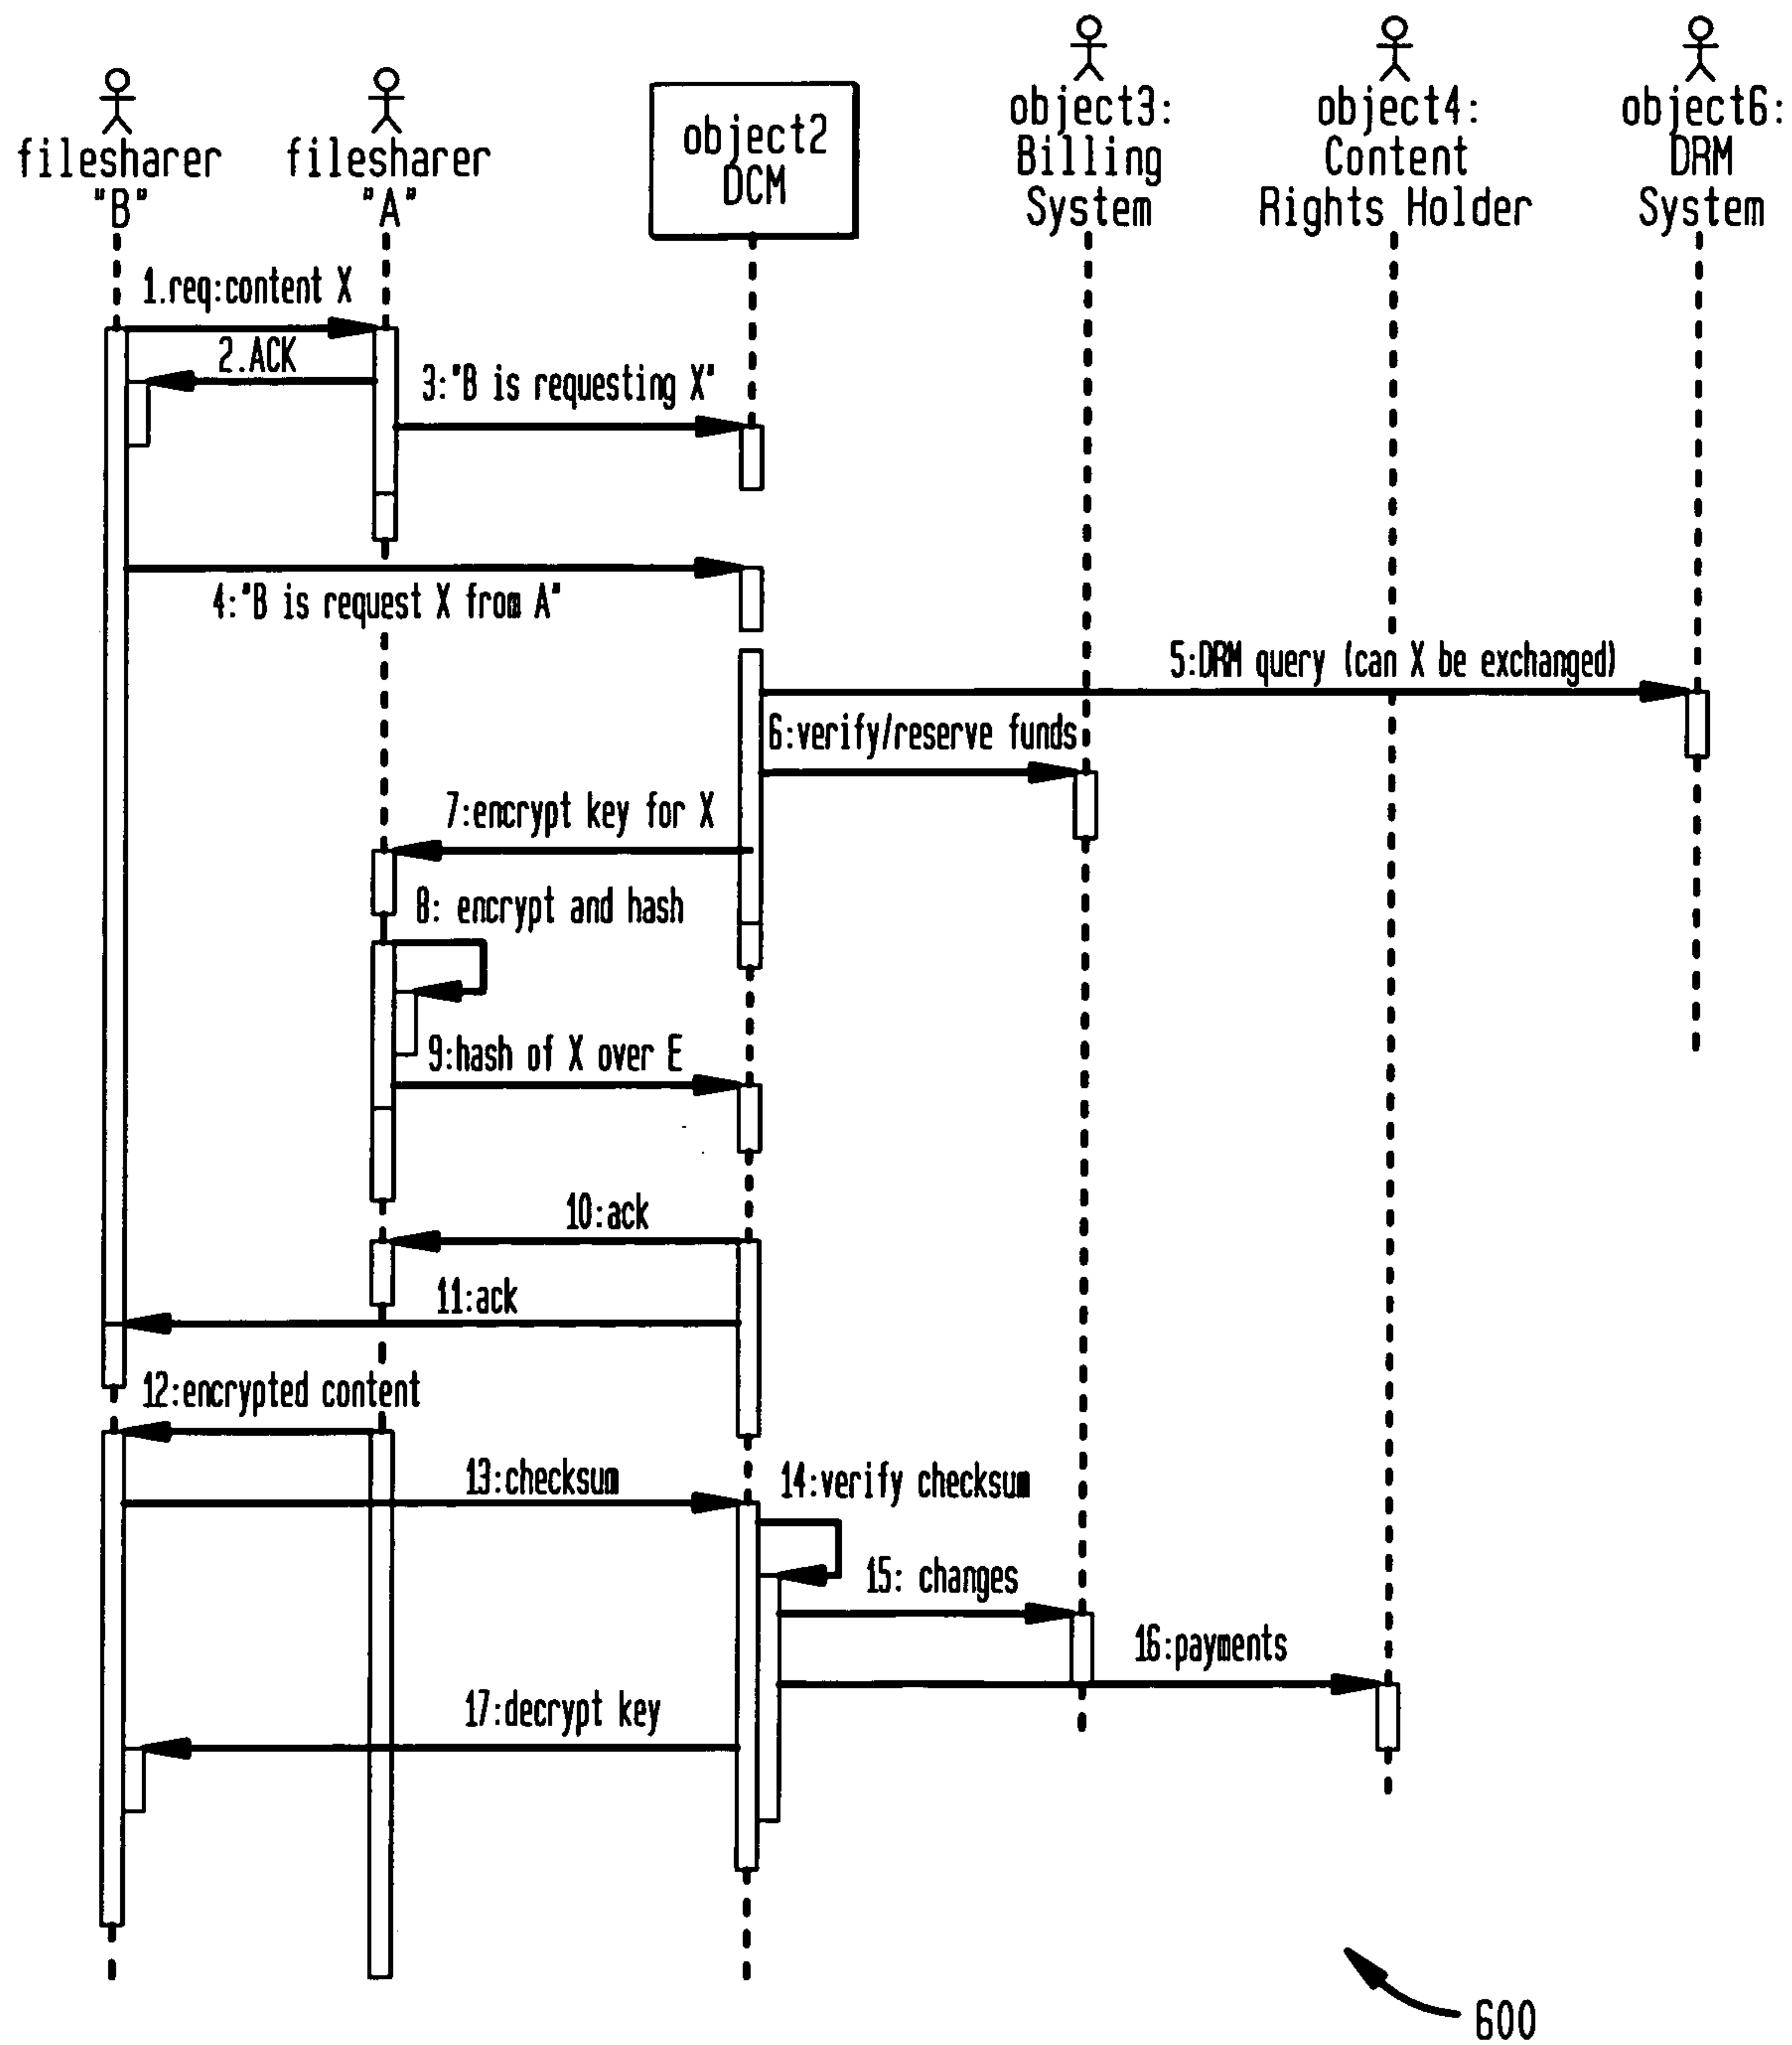 filesharer
"B"
filesharer
"A"
object2
DCM
object3:
Billing
System
object4:
Content
Rights Holder
object6:
DRM
System
1.req:content X
2.ACK
3:"B is requesting X"
4:"B is request X from A"
5:DRM query (can X be exchanged)
6:verify/reserve funds
7:encrypt key for X
8: encrypt and hash
9:hash of X over E
10:ack
11:ack
12:encrypted content
13:checksum
14:verify checksum
15: changes
16:payments
17:decrypt key
600